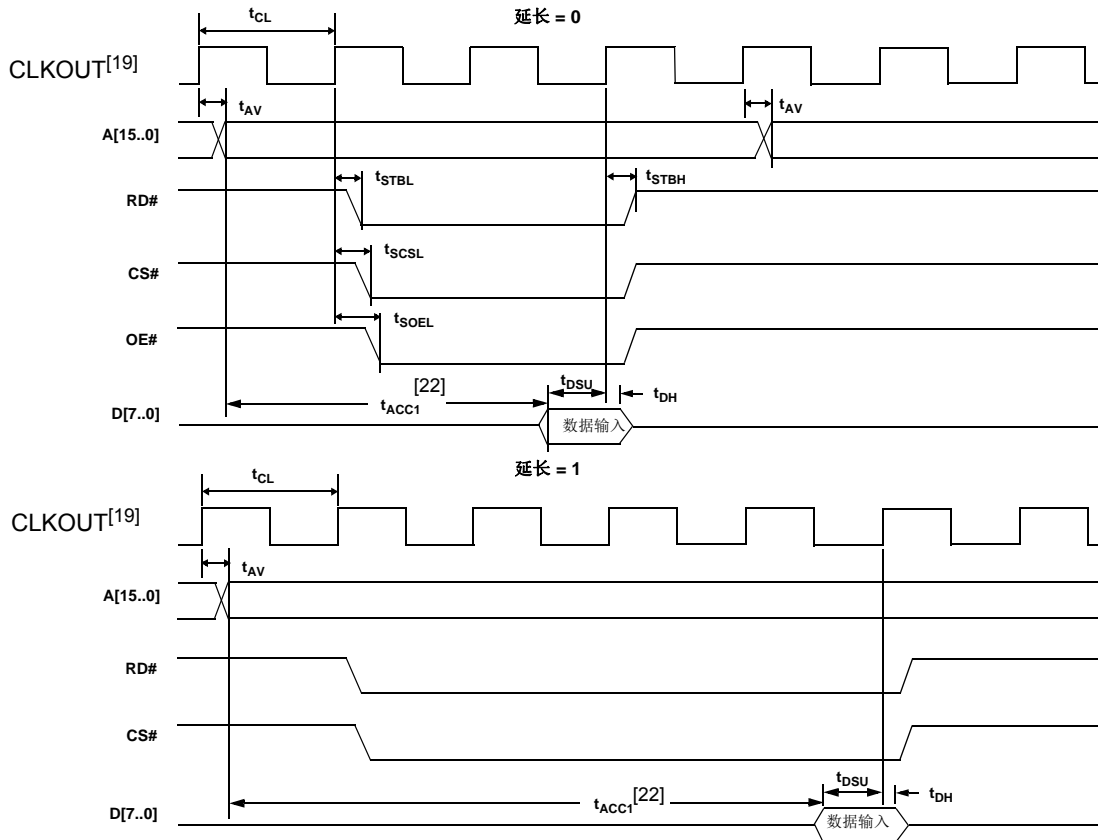 延长 = 0
tCL
CLKOUT[19]
tAV
tAV
A[15..0]
tSTBL
tSTBH
RD#
tSCSL
CS#
tSOEL
OE#
[22]
tDSU
tACC1
tDH
D[7..0]
数据输入
延长 = 1
tCL
CLKOUT[19]
tAV
A[15..0]
RD#
CS#
tDSU
tACC1[22]
tDH
D[7..0]
数据输入